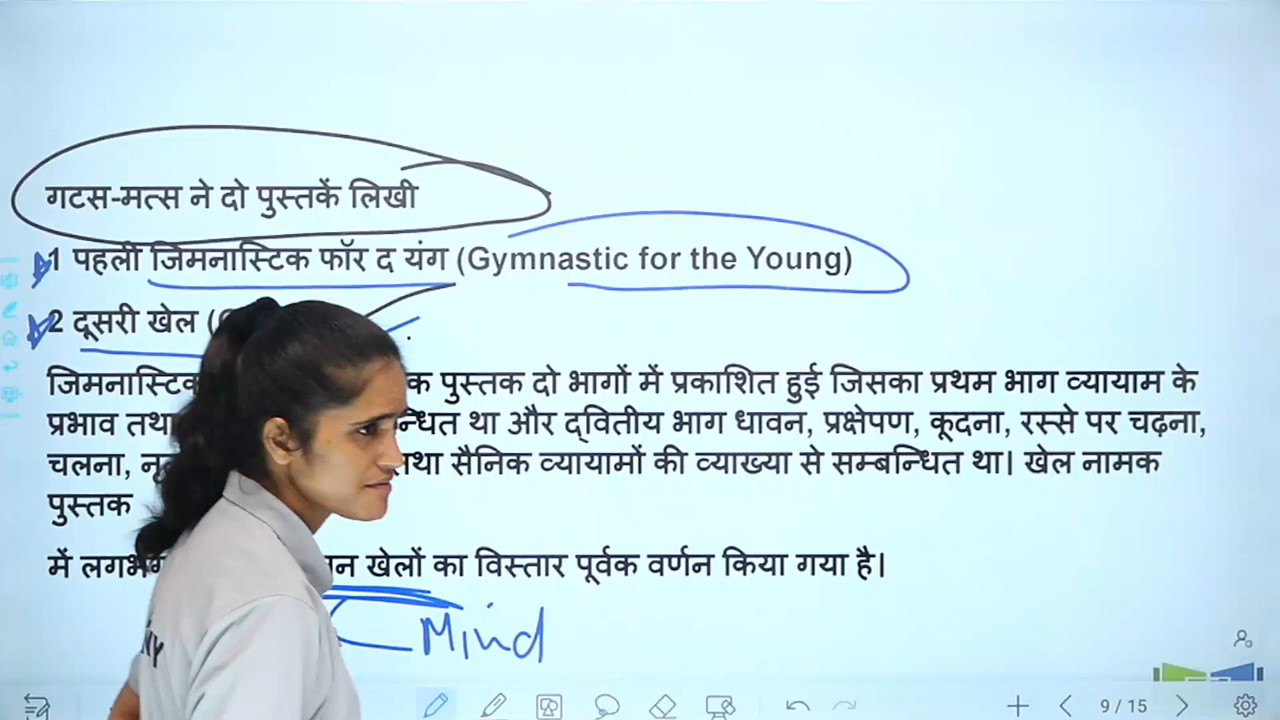 गटस-मत्स ने दो पुस्तकें लिखी
1 पहली जिमनास्टिक फॉर द यंग (Gymnastic for the Young)
2 दूसरी खेल (
जिमनास्टिक क पुस्तक दो भागों में प्रकाशित हुई जिसका प्रथम भाग व्यायाम के
प्रभाव तथा न्धित था और द्वितीय भाग धावन, प्रक्षेपण, कूदना, रस्से पर चढ़ना,
चलना, तथा सैनिक व्यायामों की व्याख्या से सम्बन्धित था। खेल नामक
पुस्तक
में लगभग न खेलों का विस्तार पूर्वक वर्णन किया गया है।
Mind
9 / 15